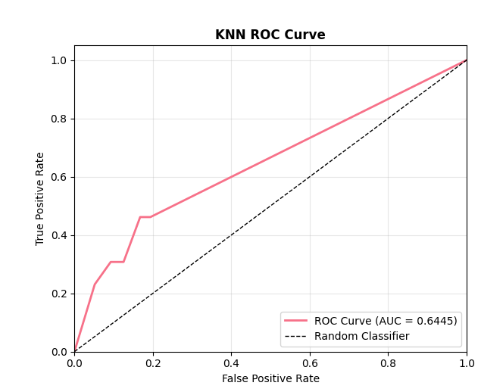 KNN ROC Curve
1.0
0.8
0.6
0.4
0.2
0.0
True Positive Rate
ROC Curve (AUC = 0.6445)
Random Classifier
0.0 0.2 0.4 0.6 0.8 1.0
False Positive Rate